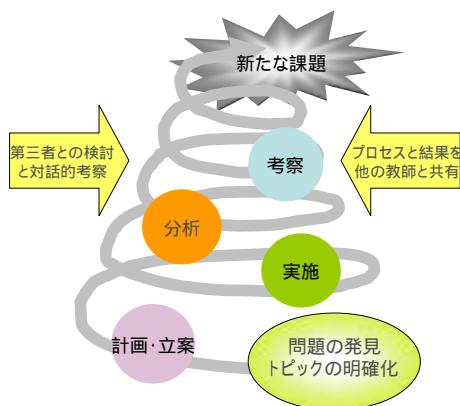 新たな課題
第三者との検討
と対話的考察
プロセスと結果を
他の教師と共有
考察
分析
実施
計画・立案
問題の発見
トピックの明確化